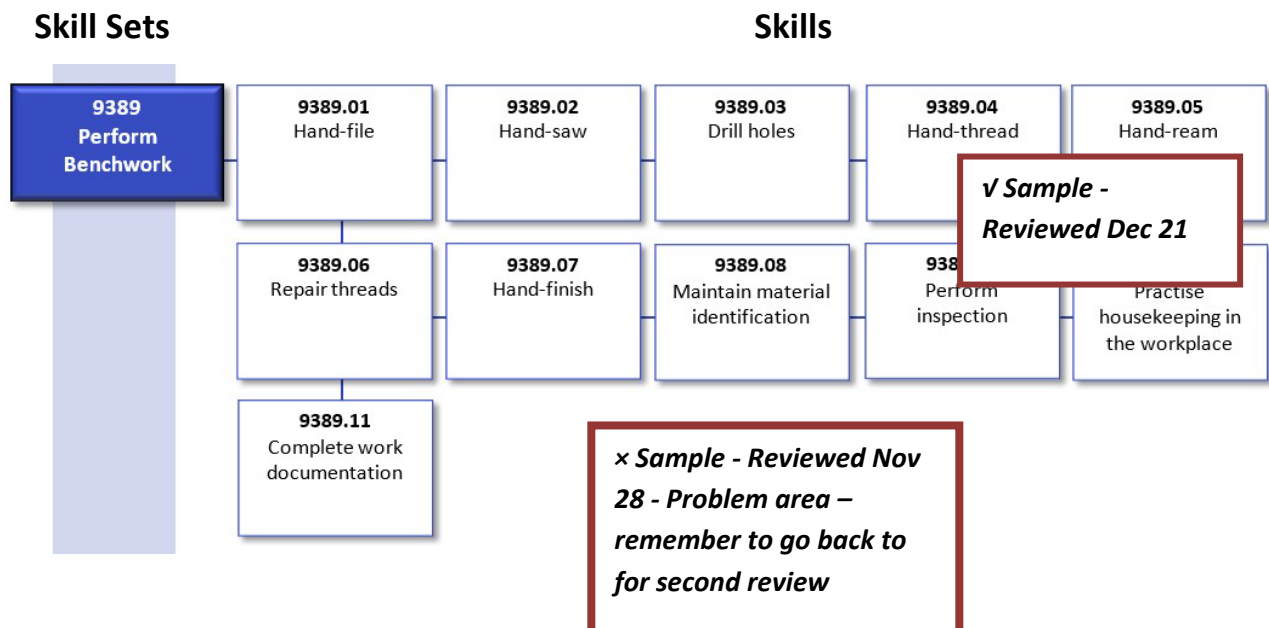 Skill Sets
Skills
9389
Perform
Benchwork
9389.01
Hand-file
9389.02
Hand-saw
9389.03
Drill holes
9389.04
Hand-thread
9389.05
Hand-ream
√ Sample -
Reviewed Dec 21
9389.06
Repair threads
9389.07
Hand-finish
9389.08
Maintain material
identification
938
Perform
inspection
Practise
housekeeping in
the workplace
9389.11
Complete work
documentation
× Sample - Reviewed Nov
28 - Problem area –
remember to go back to
for second review